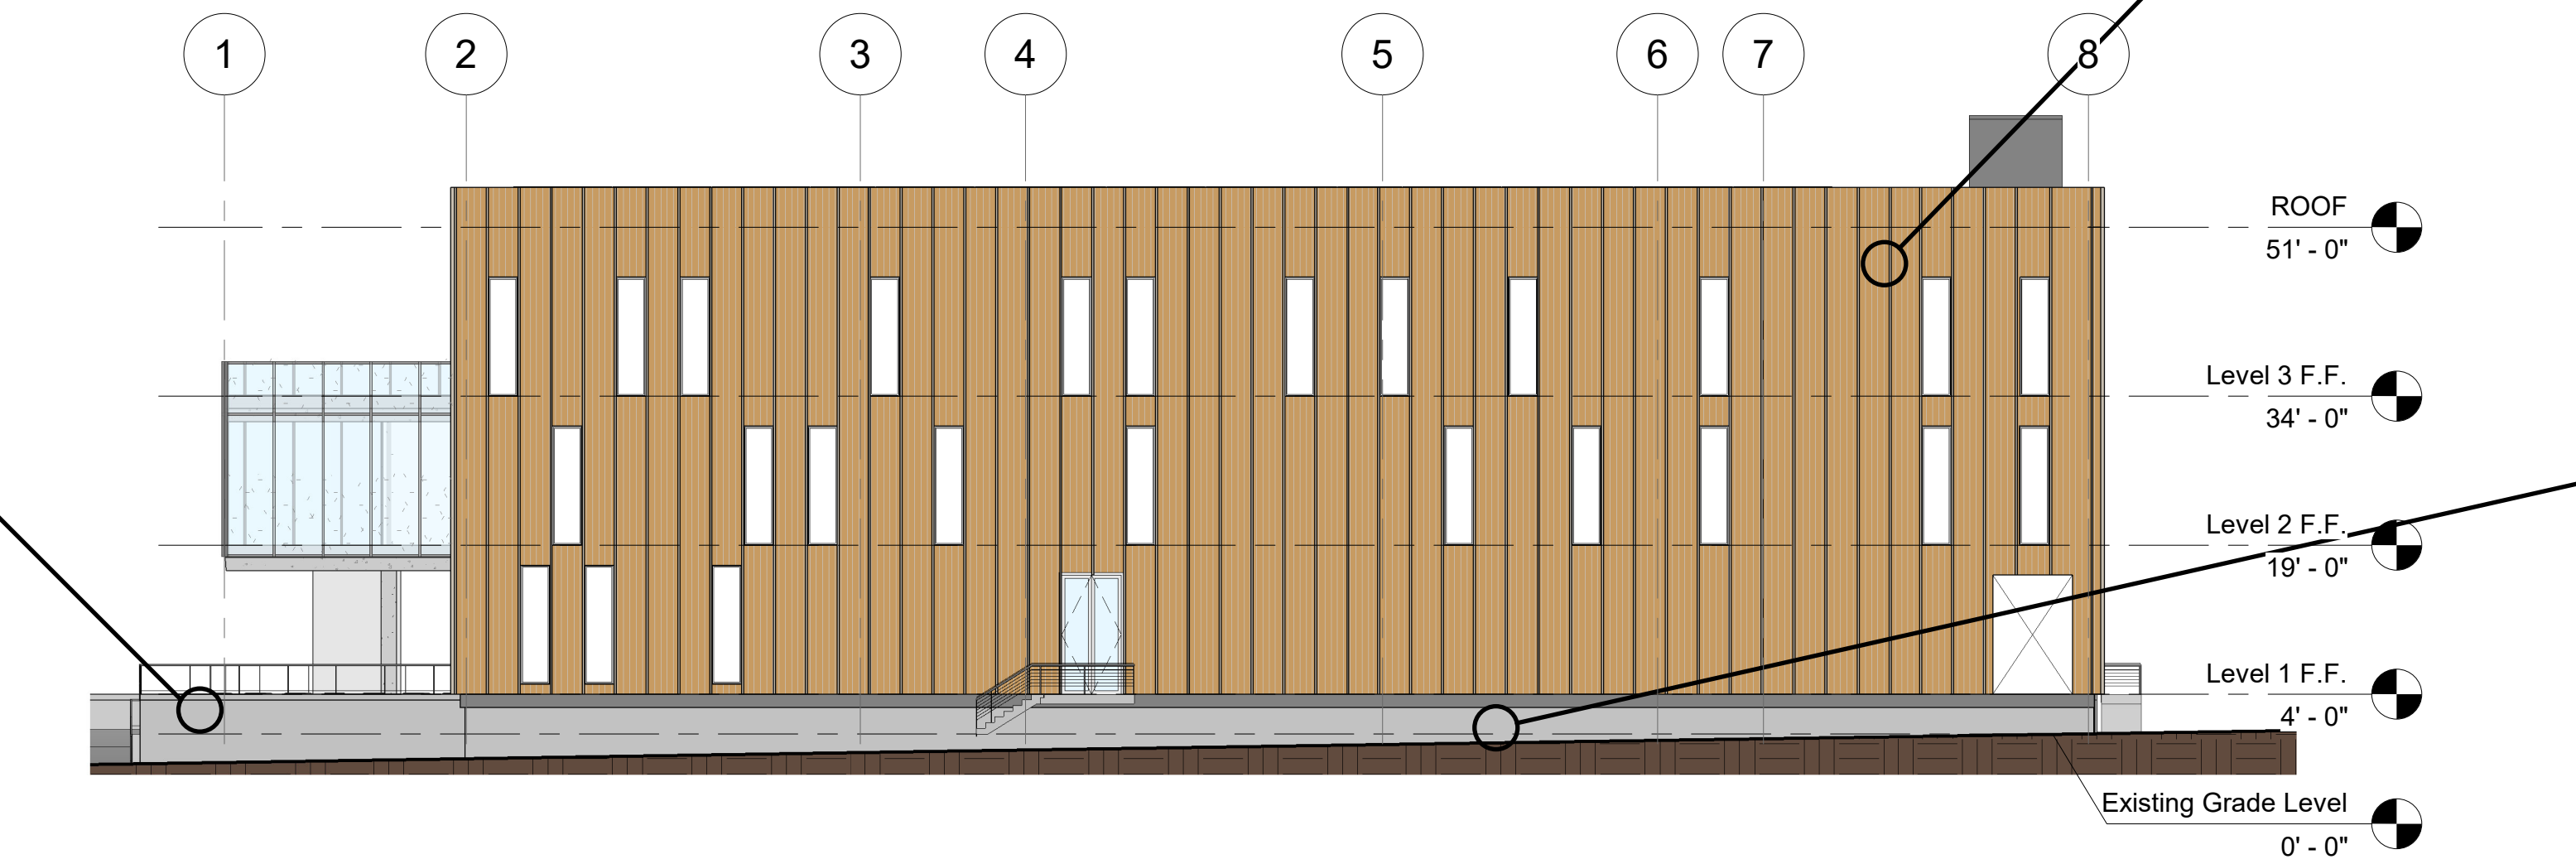 1 2 3 4 5 6 7 8
ROOF
51' - 0"
Level 3 F.F.
34' - 0"
Level 2 F.F.
19' - 0"
Level 1 F.F.
4' - 0"
Existing Grade Level
0' - 0"